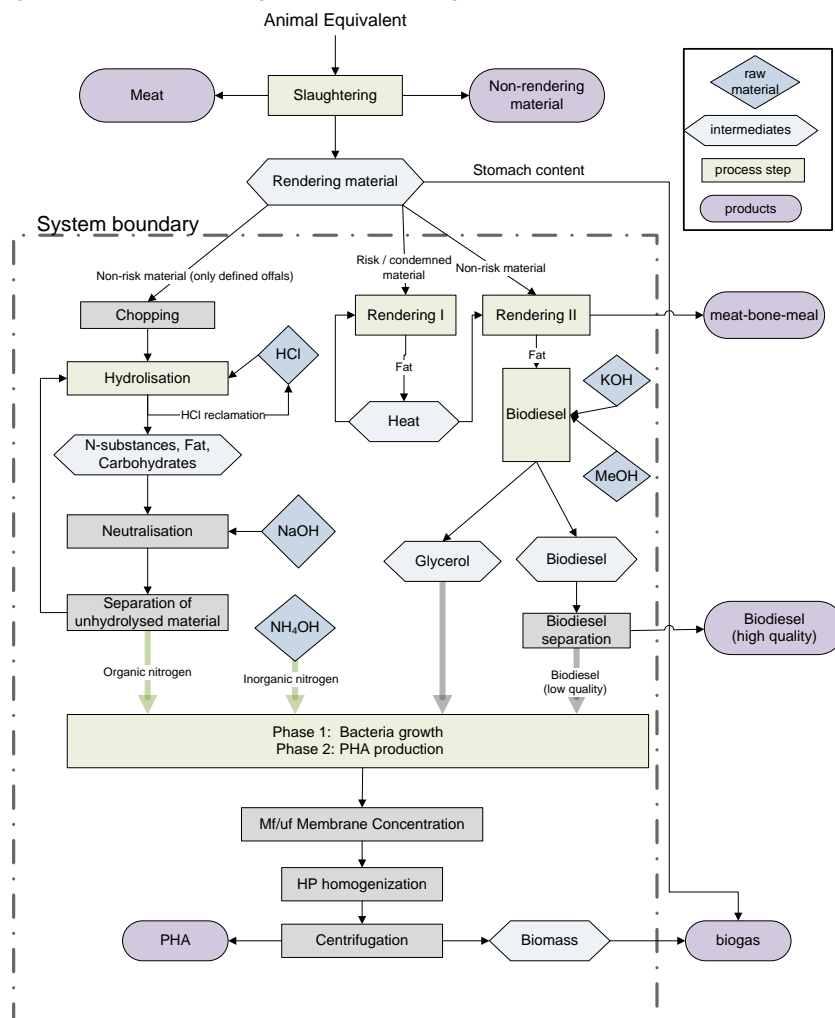 Animal Equivalent
Meat
Slaughtering
Non-rendering
material
raw
material
intermediates
process step
products
Rendering material
Stomach content
System boundary
Non-risk material (only defined offals)
Risk / condemned
material
Non-risk material
Chopping
Rendering I
Rendering II
meat-bone-meal
HCl
Fat
Fat
Hydrolisation
KOH
HCl reclamation
Heat
Biodiesel
N-substances, Fat,
Carbohydrates
MeOH
Neutralisation
NaOH
Glycerol
Biodiesel
Separation of
unhydrolysed material
NH4OH
Biodiesel
separation
Biodiesel
(high quality)
Organic nitrogen
Inorganic nitrogen
Biodiesel
(low quality)
Phase 1: Bacteria growth
Phase 2: PHA production
Mf/uf Membrane Concentration
HP homogenization
PHA
Centrifugation
Biomass
biogas